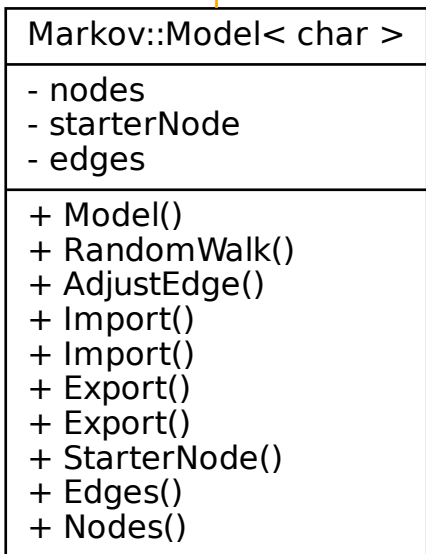 Markov::Model< char >
- nodes
- starterNode
- edges
+ Model()
+ RandomWalk()
+ AdjustEdge()
+ Import()
+ Import()
+ Export()
+ Export()
+ StarterNode()
+ Edges()
+ Nodes()